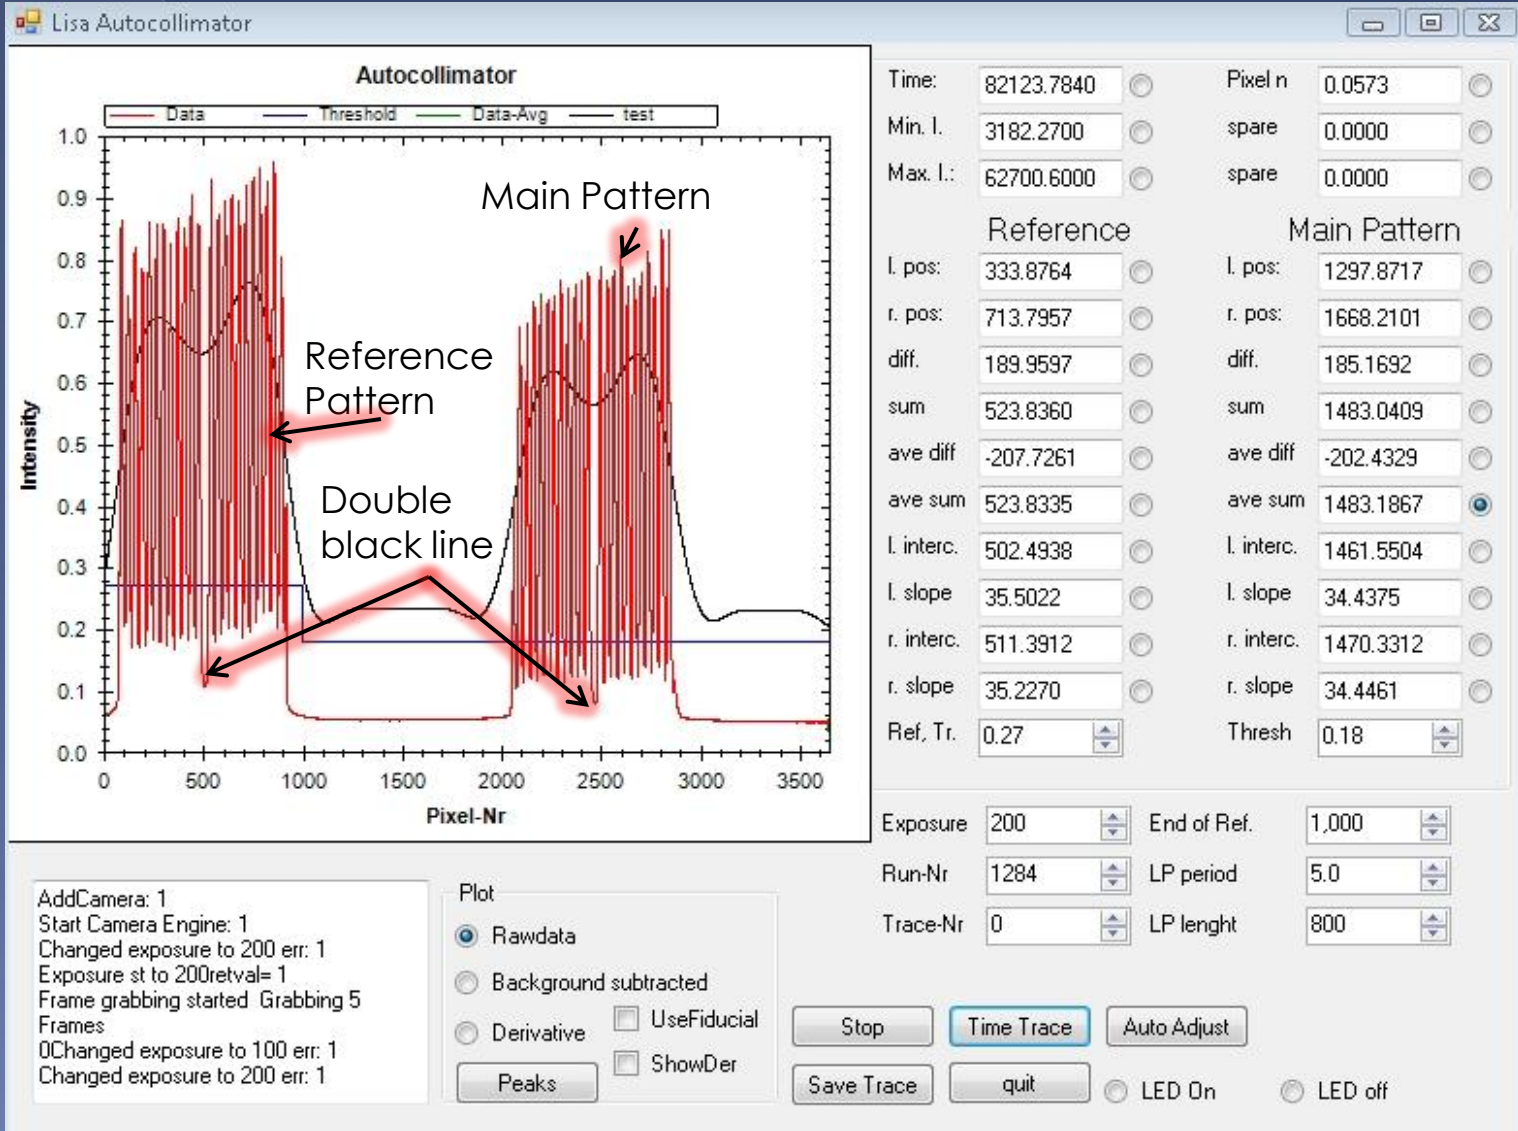 Lisa Autocollimator
Autocollimator
Data Threshold Data-Avg test
1.0
0.9
0.8
0.7
0.6
0.5
0.4
0.3
0.2
0.1
0.0
Intensity
0 500 1000 1500 2000 2500 3000 3500
Pixel-Nr
Main Pattern
Reference
Pattern
Double
black line
Time: 82123.7840 Pixel n 0.0573
Min. I. 3182.2700 spare 0.0000
Max. I.: 62700.6000 spare 0.0000
Reference Main Pattern
l. pos: 333.8764 l. pos: 1297.8717
r. pos: 713.7957 r. pos: 1668.2101
diff. 189.9597 diff. 185.1692
sum 523.8360 sum 1483.0409
ave diff -207.7261 ave diff -202.4329
ave sum 523.8335 ave sum 1483.1867
l. interc. 502.4938 l. interc. 1461.5504
l. slope 35.5022 l. slope 34.4375
r. interc. 511.3912 r. interc. 1470.3312
r. slope 35.2270 r. slope 34.4461
Ref, Tr. 0.27 Thresh 0.18
Exposure 200 End of Ref. 1,000
Run-Nr 1284 LP period 5.0
Trace-Nr 0 LP lenght 800
AddCamera: 1
Start Camera Engine: 1
Changed exposure to 200 err: 1
Exposure st to 200retval= 1
Frame grabbing started  Grabbing 5
Frames
0Changed exposure to 100 err: 1
Changed exposure to 200 err: 1
Plot
Rawdata
Background subtracted
Derivative
UseFiducial
ShowDer
Peaks
Stop Time Trace Auto Adjust
Save Trace quit LED On LED off